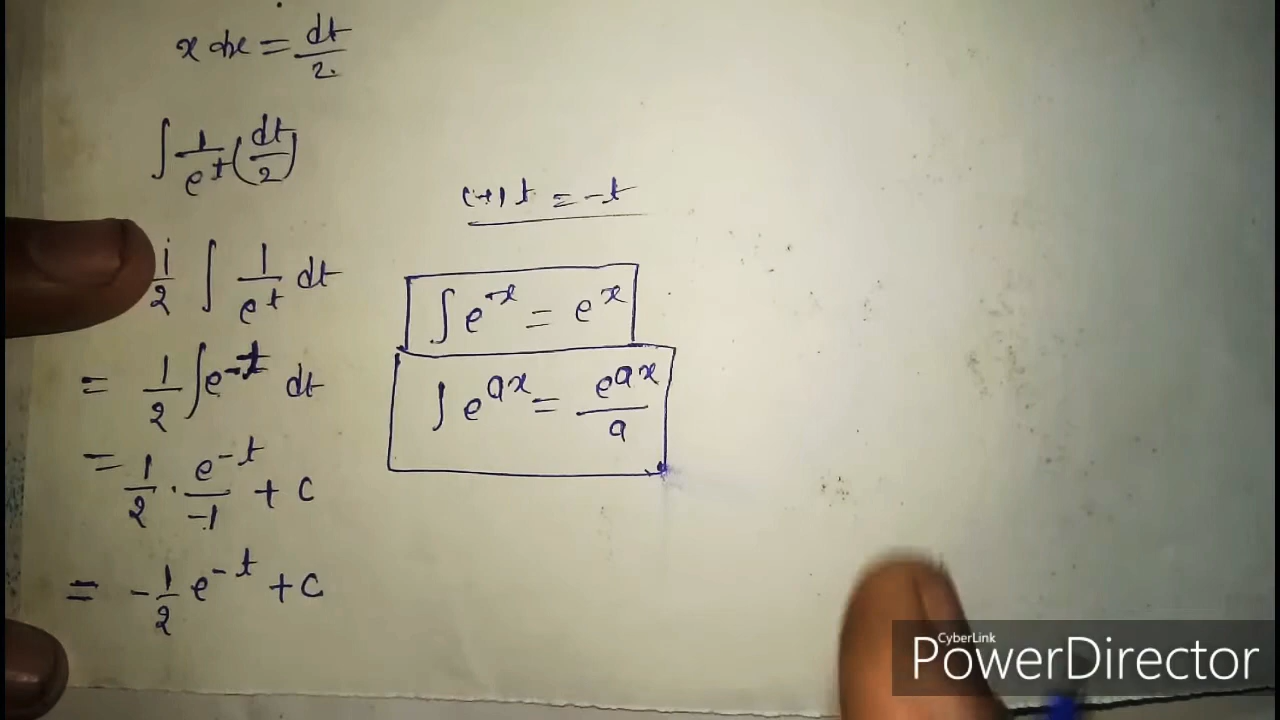 x dx = dt/2.
∫ 1/e^t (dt/2)
1/2 ∫ 1/e^t dt
= 1/2 ∫ e^-t dt
= 1/2 · e^-t/-1 + c
= -1/2 e^-t + c
(-1) t = -t
∫ e^-x = e^x
∫ e^ax = e^ax/a
CyberLink
PowerDirector